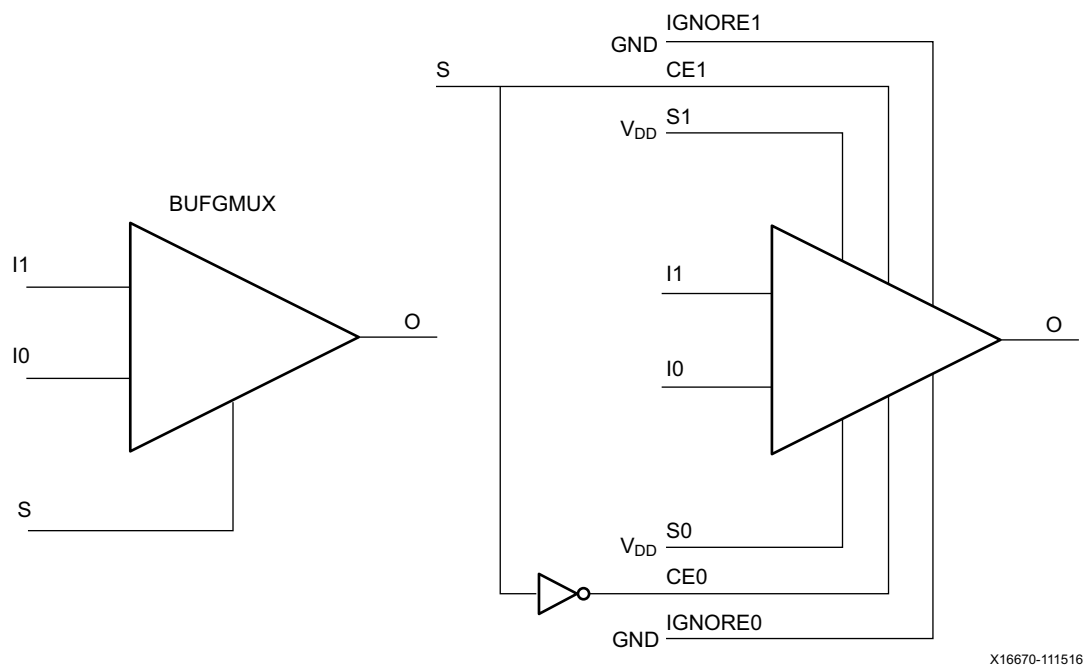 BUFGMUX
I1
I0
S
O
S
GND IGNORE1
CE1
VDD S1
I1
I0
O
VDD S0
CE0
GND IGNORE0
X16670-111516